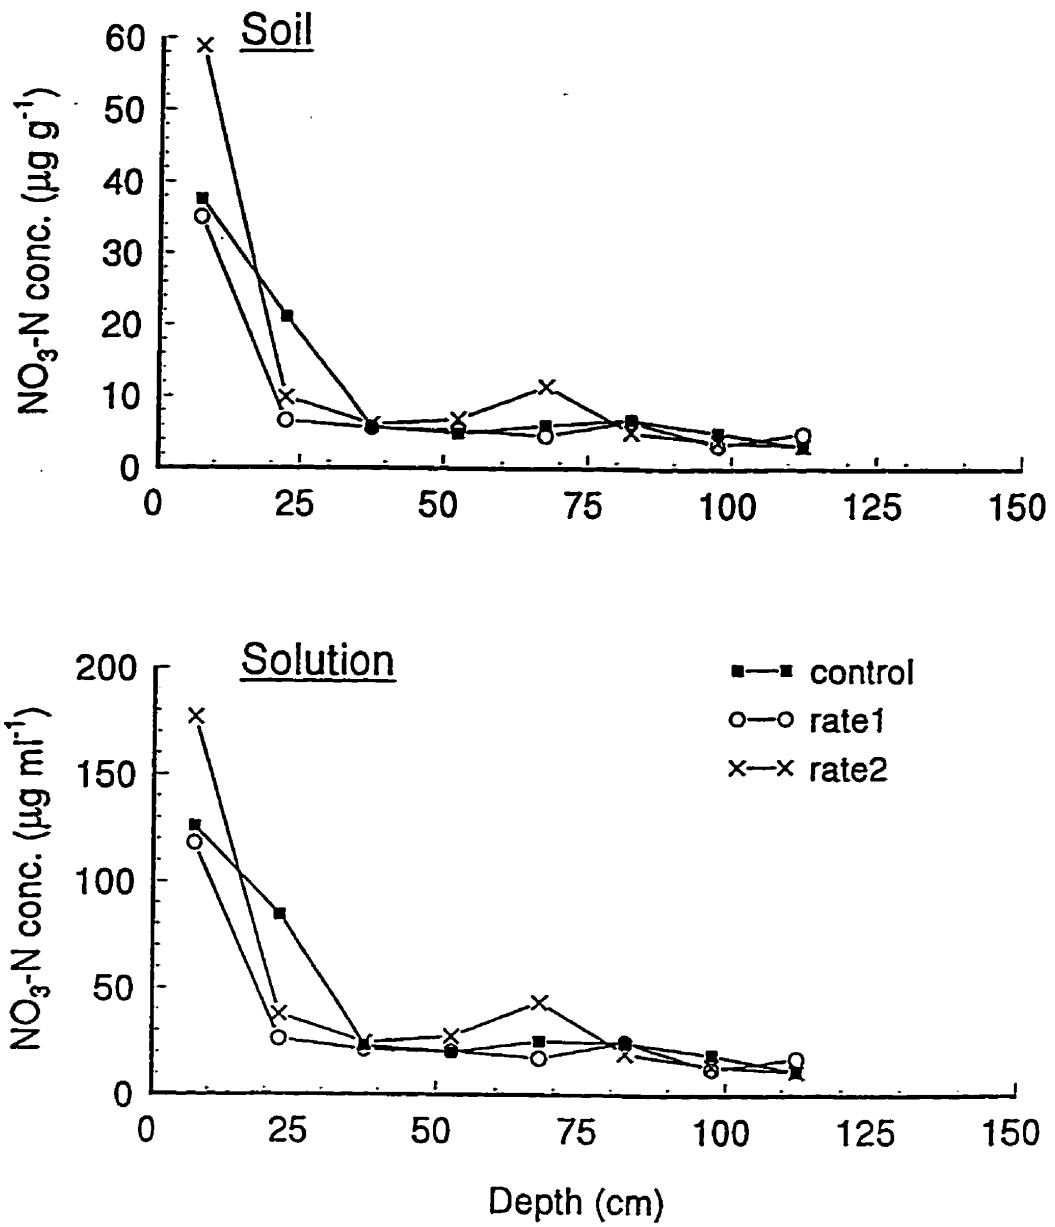 Soil
NO₃-N conc. (µg g⁻¹)
60
50
40
30
20
10
0
0 25 50 75 100 125 150
Solution
NO₃-N conc. (µg ml⁻¹)
200
150
100
50
0
control
rate1
rate2
0 25 50 75 100 125 150
Depth (cm)